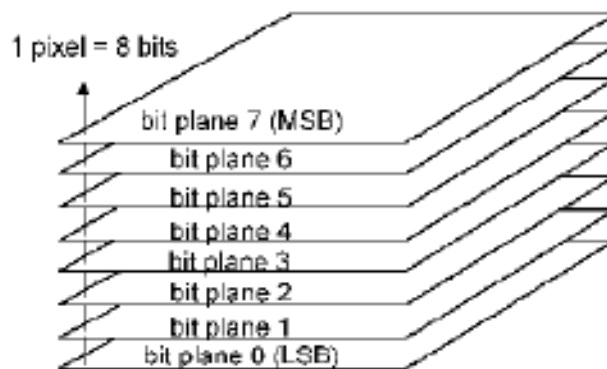 1 pixel = 8 bits
bit plane 7 (MSB)
bit plane 6
bit plane 5
bit plane 4
bit plane 3
bit plane 2
bit plane 1
bit plane 0 (LSB)